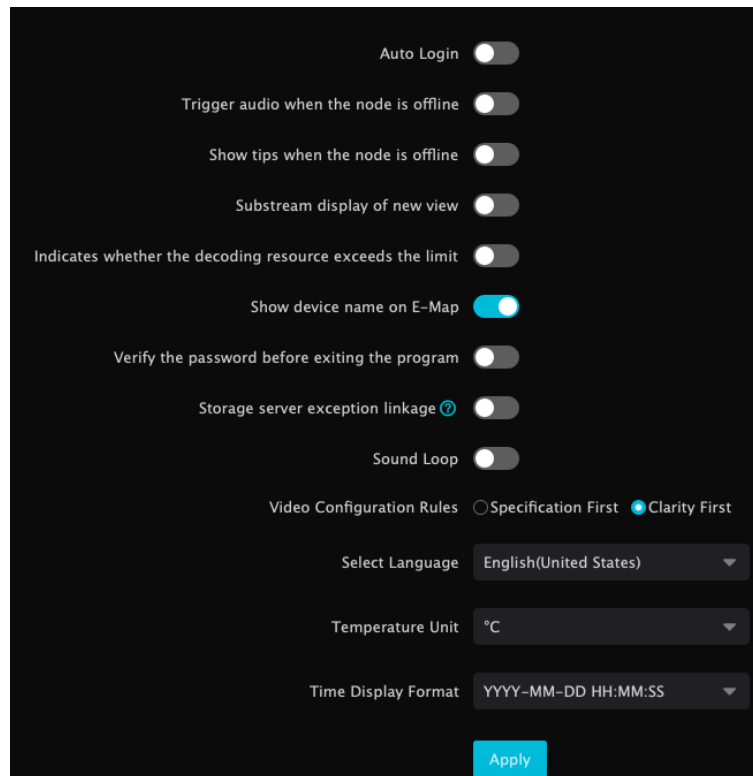 Auto Login
Trigger audio when the node is offline
Show tips when the node is offline
Substream display of new view
Indicates whether the decoding resource exceeds the limit
Show device name on E-Map
Verify the password before exiting the program
Storage server exception linkage ?
Sound Loop
Video Configuration Rules Specification First Clarity First
Select Language English(United States)
Temperature Unit °C
Time Display Format YYYY-MM-DD HH:MM:SS
Apply